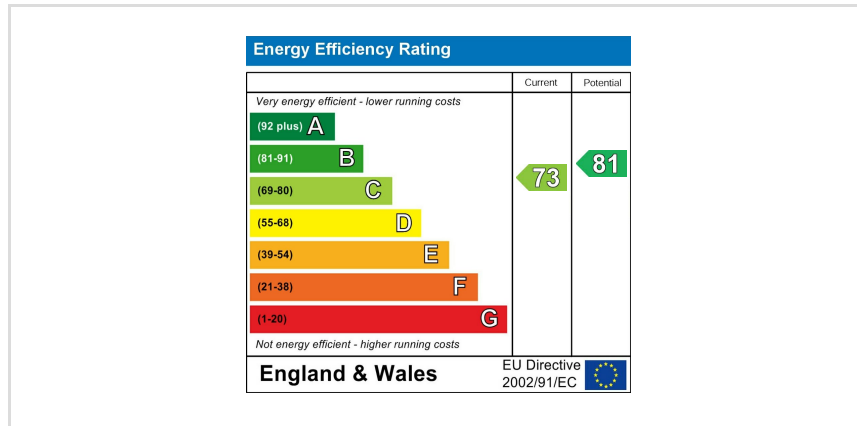 Energy Efficiency Rating
Current Potential
Very energy efficient - lower running costs
(92 plus) A
(81-91) B
(69-80) C
(55-68) D
(39-54) E
(21-38) F
(1-20) G
73
81
Not energy efficient - higher running costs
England & Wales
EU Directive
2002/91/EC